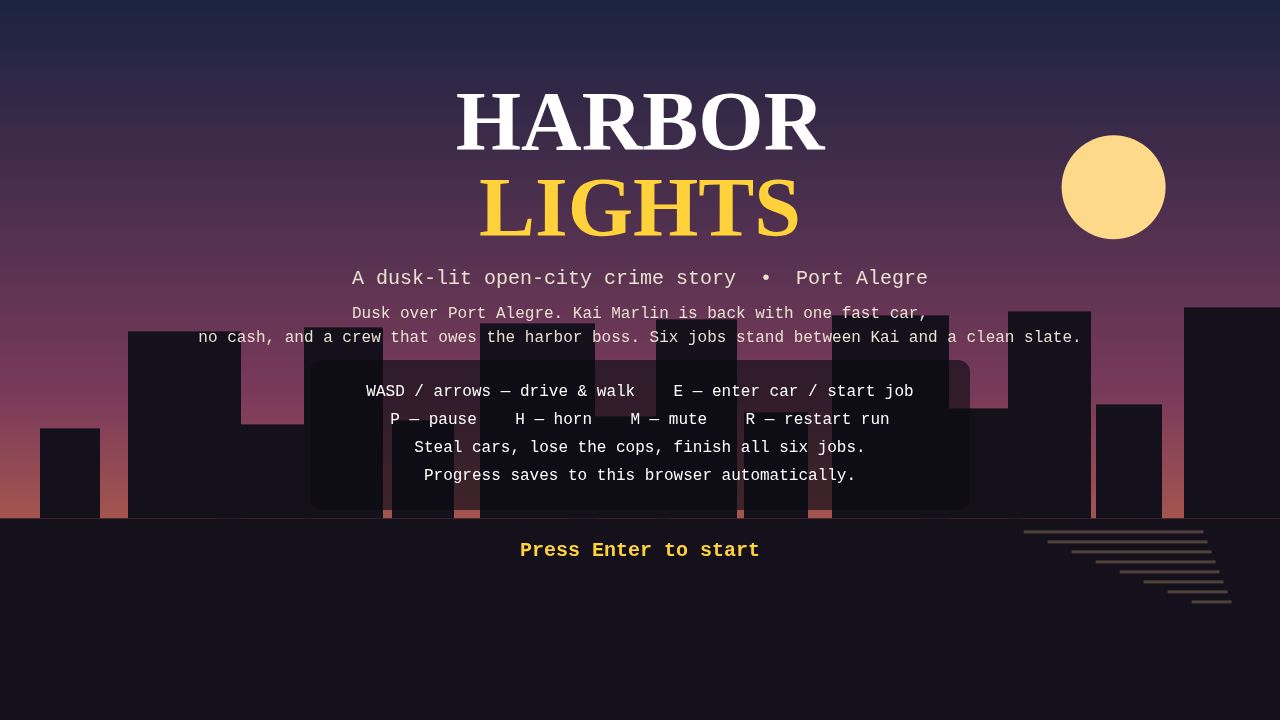 HARBOR
LIGHTS
A dusk-lit open-city crime story • Port Alegre
Dusk over Port Alegre. Kai Marlin is back with one fast car,
no cash, and a crew that owes the harbor boss. Six jobs stand between Kai and a clean slate.
WASD / arrows — drive & walk E — enter car / start job
P — pause H — horn M — mute R — restart run
Steal cars, lose the cops, finish all six jobs.
Progress saves to this browser automatically.
Press Enter to start